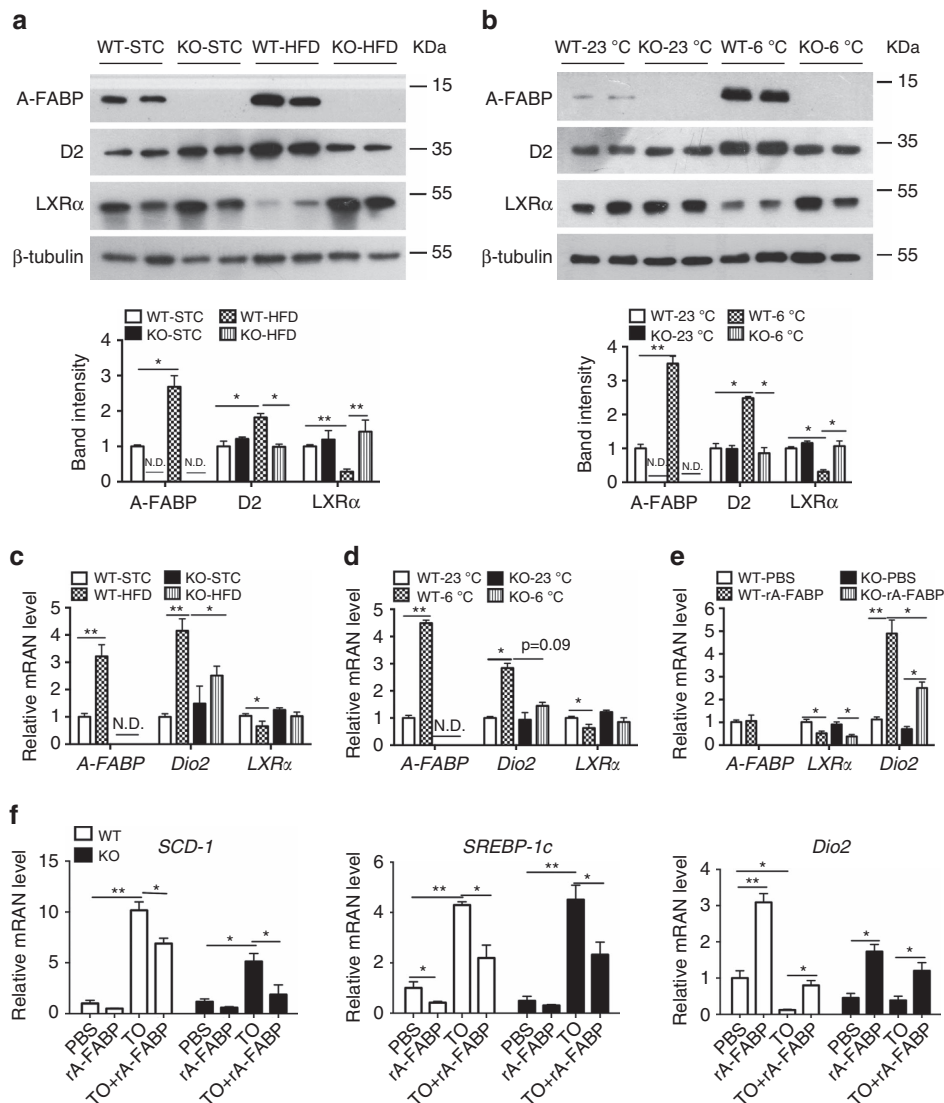 a
WT-STC KO-STC WT-HFD KO-HFD KDa
A-FABP
15
D2
35
LXRα
55
β-tubulin
55
WT-STC WT-HFD
KO-STC KO-HFD
Band intensity
4
3
2
1
0
* N.D. N.D. * * ** **
A-FABP D2 LXRα
b
WT-23 °C KO-23 °C WT-6 °C KO-6 °C KDa
A-FABP
15
D2
35
LXRα
55
β-tubulin
55
WT-23 °C WT-6 °C
KO-23 °C KO-6 °C
Band intensity
4
3
2
1
0
** N.D. N.D. * * * *
A-FABP D2 LXRα
c
WT-STC KO-STC
WT-HFD KO-HFD
Relative mRAN level
5
4
3
2
1
0
** N.D. ** * *
A-FABP Dio2 LXRα
d
WT-23 °C KO-23 °C
WT-6 °C KO-6 °C
Relative mRAN level
5
4
3
2
1
0
** N.D. * p=0.09 *
A-FABP Dio2 LXRα
e
WT-PBS KO-PBS
WT-rA-FABP KO-rA-FABP
Relative mRAN level
6
5
4
3
2
1
0
* * ** * *
A-FABP LXRα Dio2
f
WT
KO
SCD-1
Relative mRAN level
15
10
5
0
** * * *
PBS rA-FABP TO TO+rA-FABP PBS rA-FABP TO TO+rA-FABP
SREBP-1c
Relative mRAN level
6
4
2
0
* ** * ** *
PBS rA-FABP TO TO+rA-FABP PBS rA-FABP TO TO+rA-FABP
Dio2
Relative mRAN level
4
3
2
1
0
** * * * *
PBS rA-FABP TO TO+rA-FABP PBS rA-FABP TO TO+rA-FABP